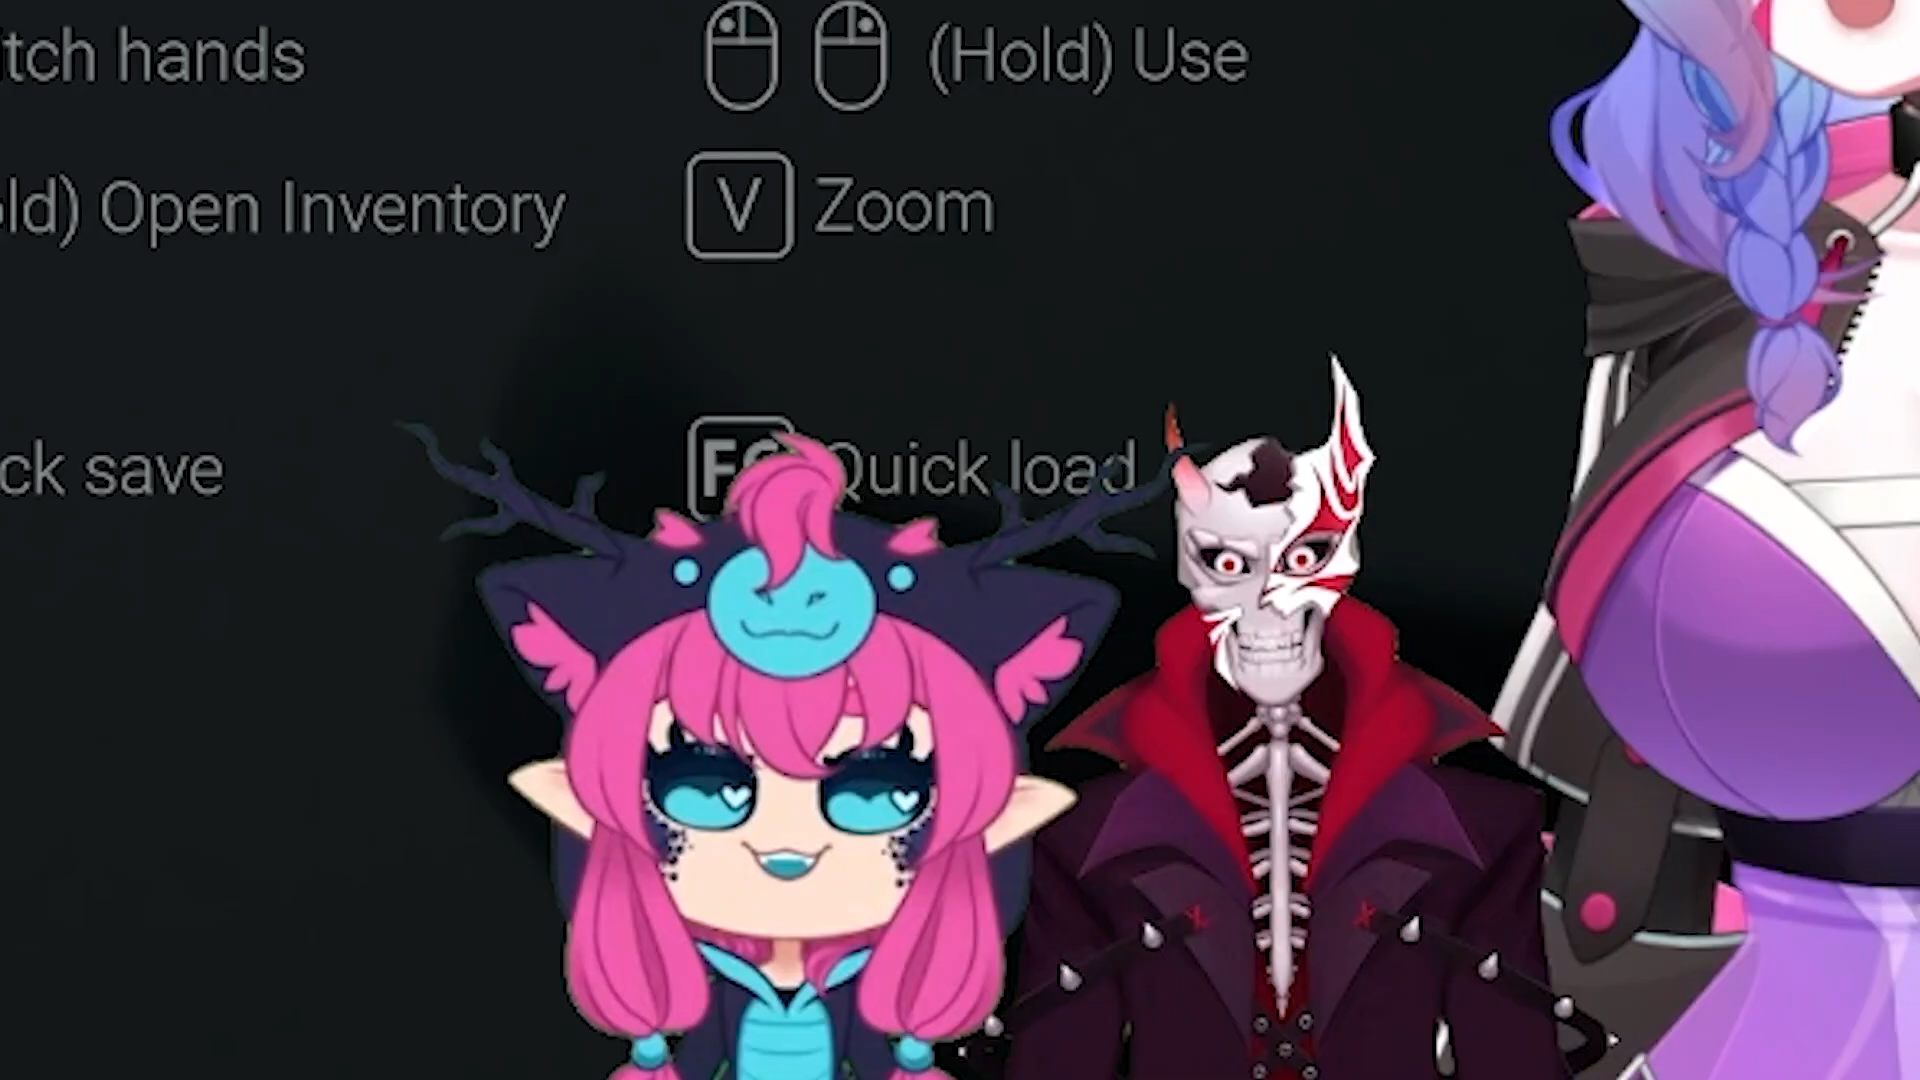 tch hands
(Hold) Use
ld) Open Inventory
V Zoom
ck save
Quick load